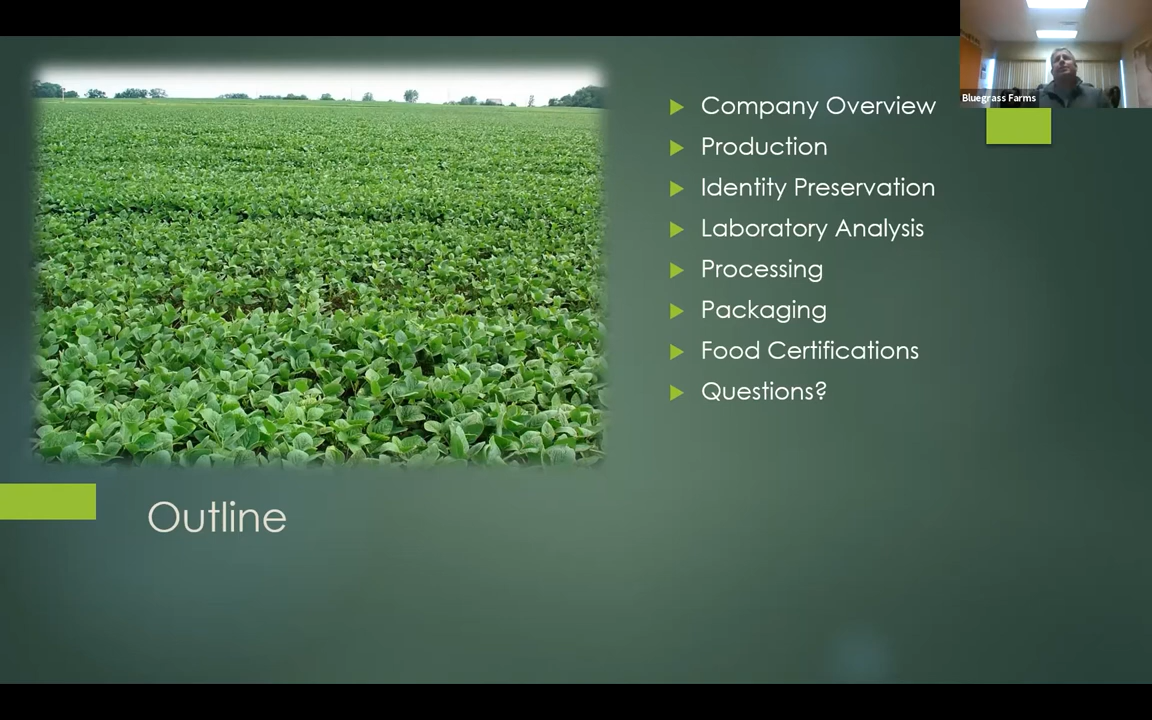 Bluegrass Farms
Company Overview
Production
Identity Preservation
Laboratory Analysis
Processing
Packaging
Food Certifications
Questions?
Outline